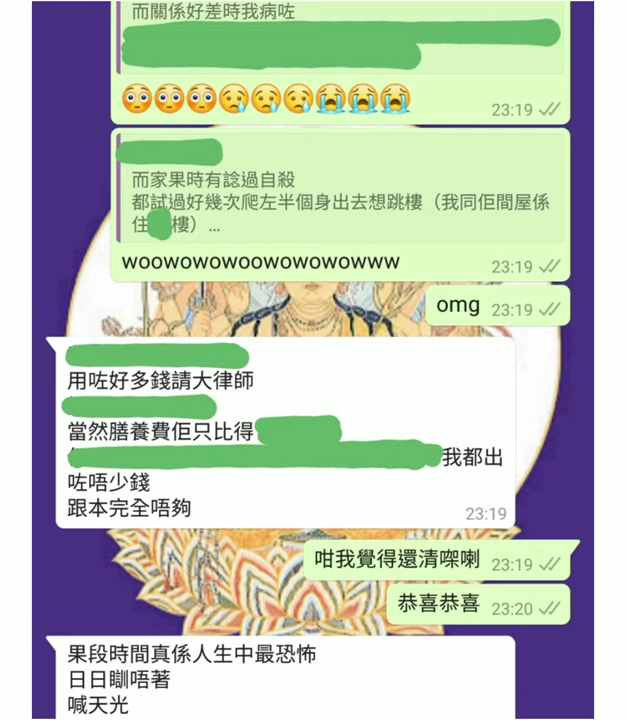 而關係好差時我病咗
😳😳😳😢😢😢😭😭😭
23:19
而家果時有諗過自殺
都試過好幾次爬左半個身出去想跳樓（我同佢間屋係
住 樓）...
woowowowoowowowowww
23:19
omg
23:19
用咗好多錢請大律師
當然膳養費佢只比得
我都出
咗唔少錢
跟本完全唔夠
23:19
咁我覺得還清㗎喇
23:19
恭喜恭喜
23:20
果段時間真係人生中最恐怖
日日瞓唔著
喊天光